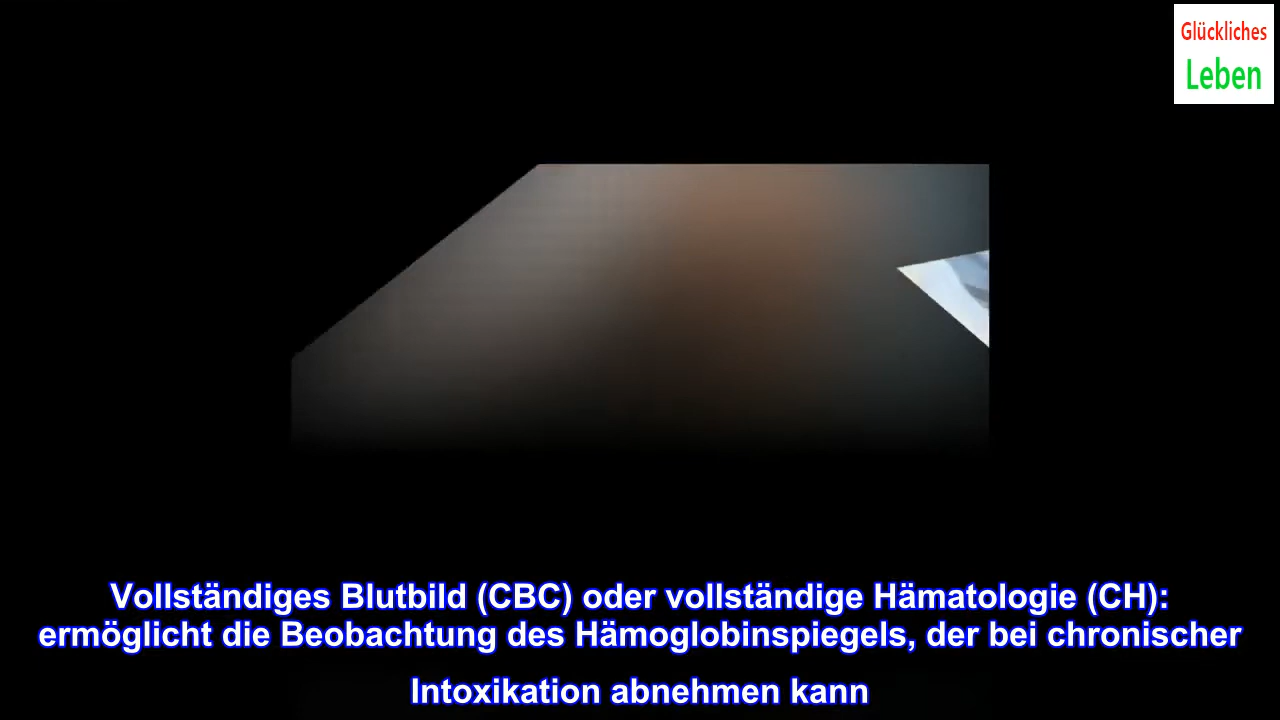 Glückliches
Leben
Vollständiges Blutbild (CBC) oder vollständige Hämatologie (CH):
ermöglicht die Beobachtung des Hämoglobinspiegels, der bei chronischer
Intoxikation abnehmen kann